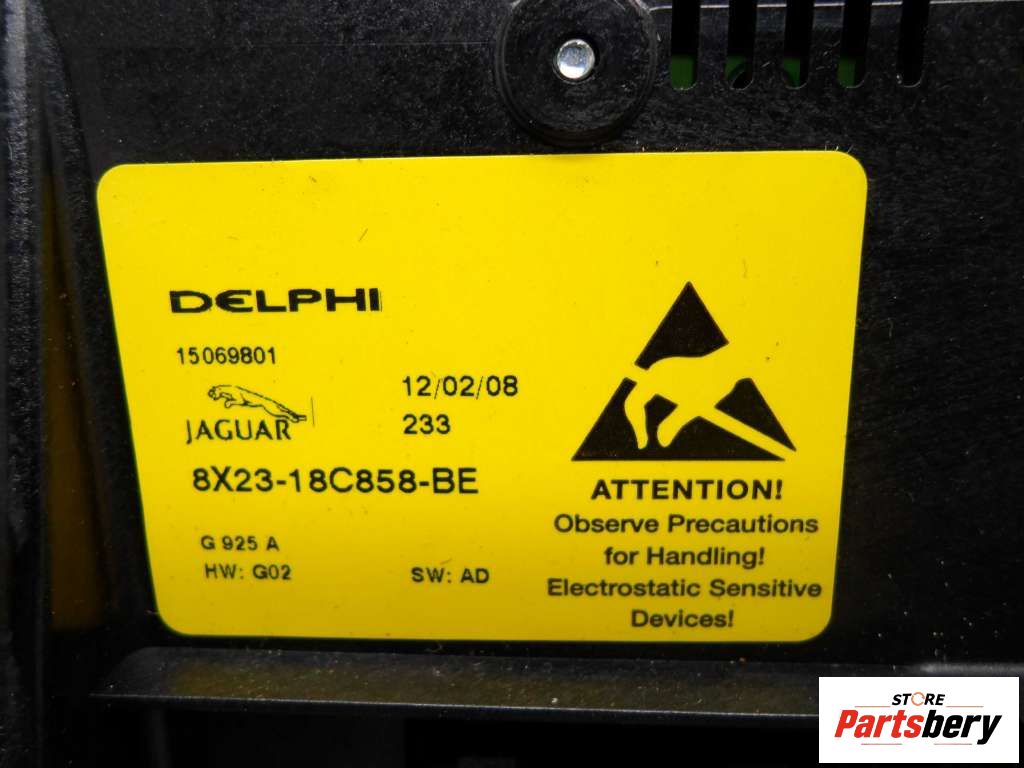 DELPHI
15069801
12/02/08
JAGUAR
233
8X23-18C858-BE
G 925 A
HW: G02
SW: AD
ATTENTION!
Observe Precautions
for Handling!
Electrostatic Sensitive
Devices!
STORE
Partsbery